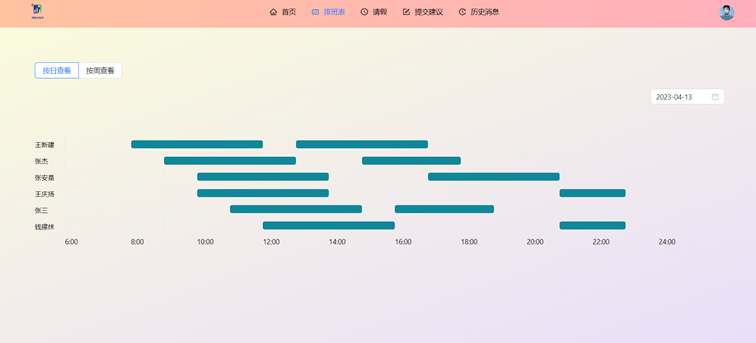 首页 排班表 请假 提交建议 历史消息
按日查看 按周查看
2023-04-13
王新建
张杰
张安是
王庆扬
张三
钱撑抹
6:00 8:00 10:00 12:00 14:00 16:00 18:00 20:00 22:00 24:00